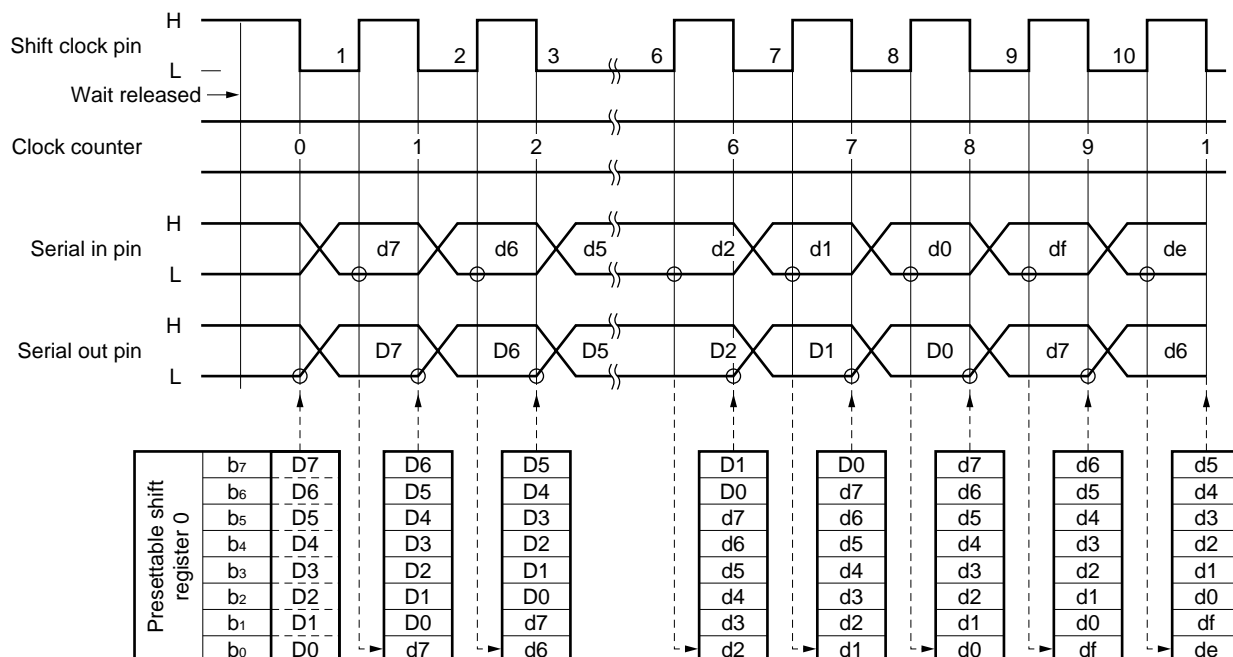 H
Shift clock pin 1 2 3 6 7 8 9 10
L
Wait released
Clock counter 0 1 2 6 7 8 9 1
H
Serial in pin d7 d6 d5 d2 d1 d0 df de
L
H
Serial out pin D7 D6 D5 D2 D1 D0 d7 d6
L
Presettable shift register 0
b7 D7 D6 D5 D1 D0 d7 d6 d5
b6 D6 D5 D4 D0 d7 d6 d5 d4
b5 D5 D4 D3 d7 d6 d5 d4 d3
b4 D4 D3 D2 d6 d5 d4 d3 d2
b3 D3 D2 D1 d5 d4 d3 d2 d1
b2 D2 D1 D0 d4 d3 d2 d1 d0
b1 D1 D0 d7 d3 d2 d1 d0 df
b0 D0 d7 d6 d2 d1 d0 df de